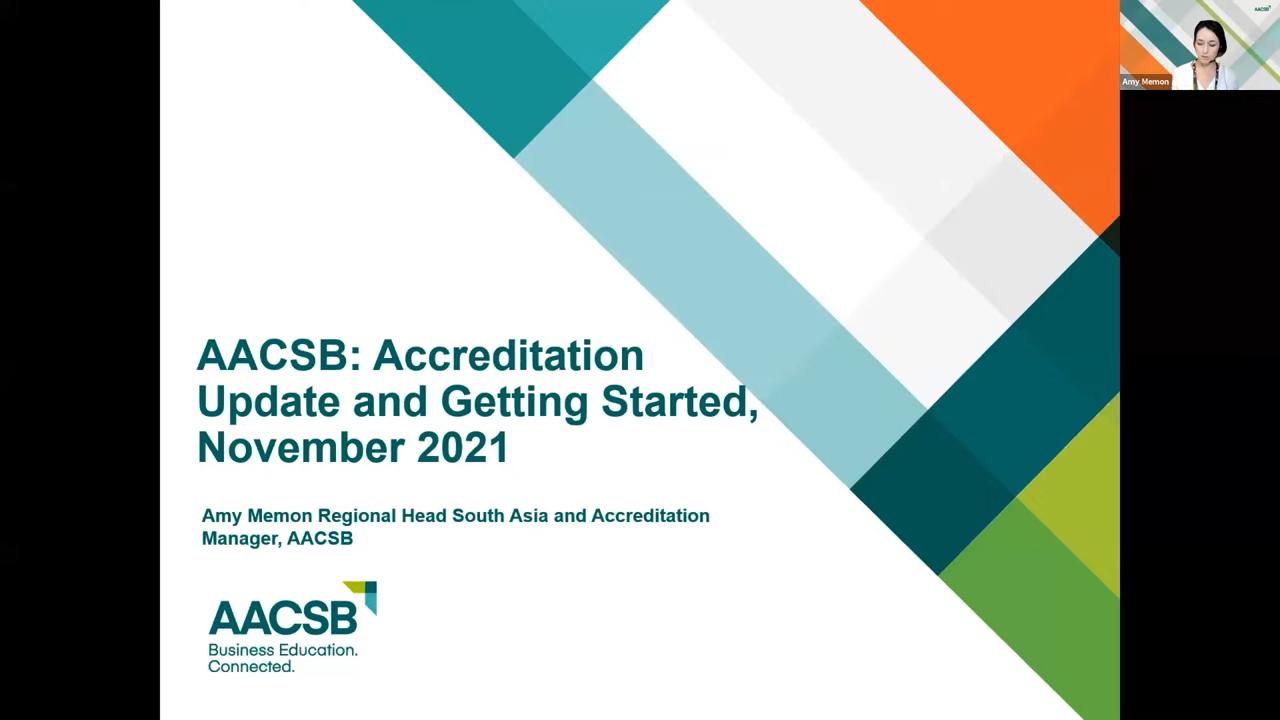 AACSB
Amy Memon
AACSB: Accreditation
Update and Getting Started,
November 2021
Amy Memon Regional Head South Asia and Accreditation
Manager, AACSB
AACSB
Business Education.
Connected.